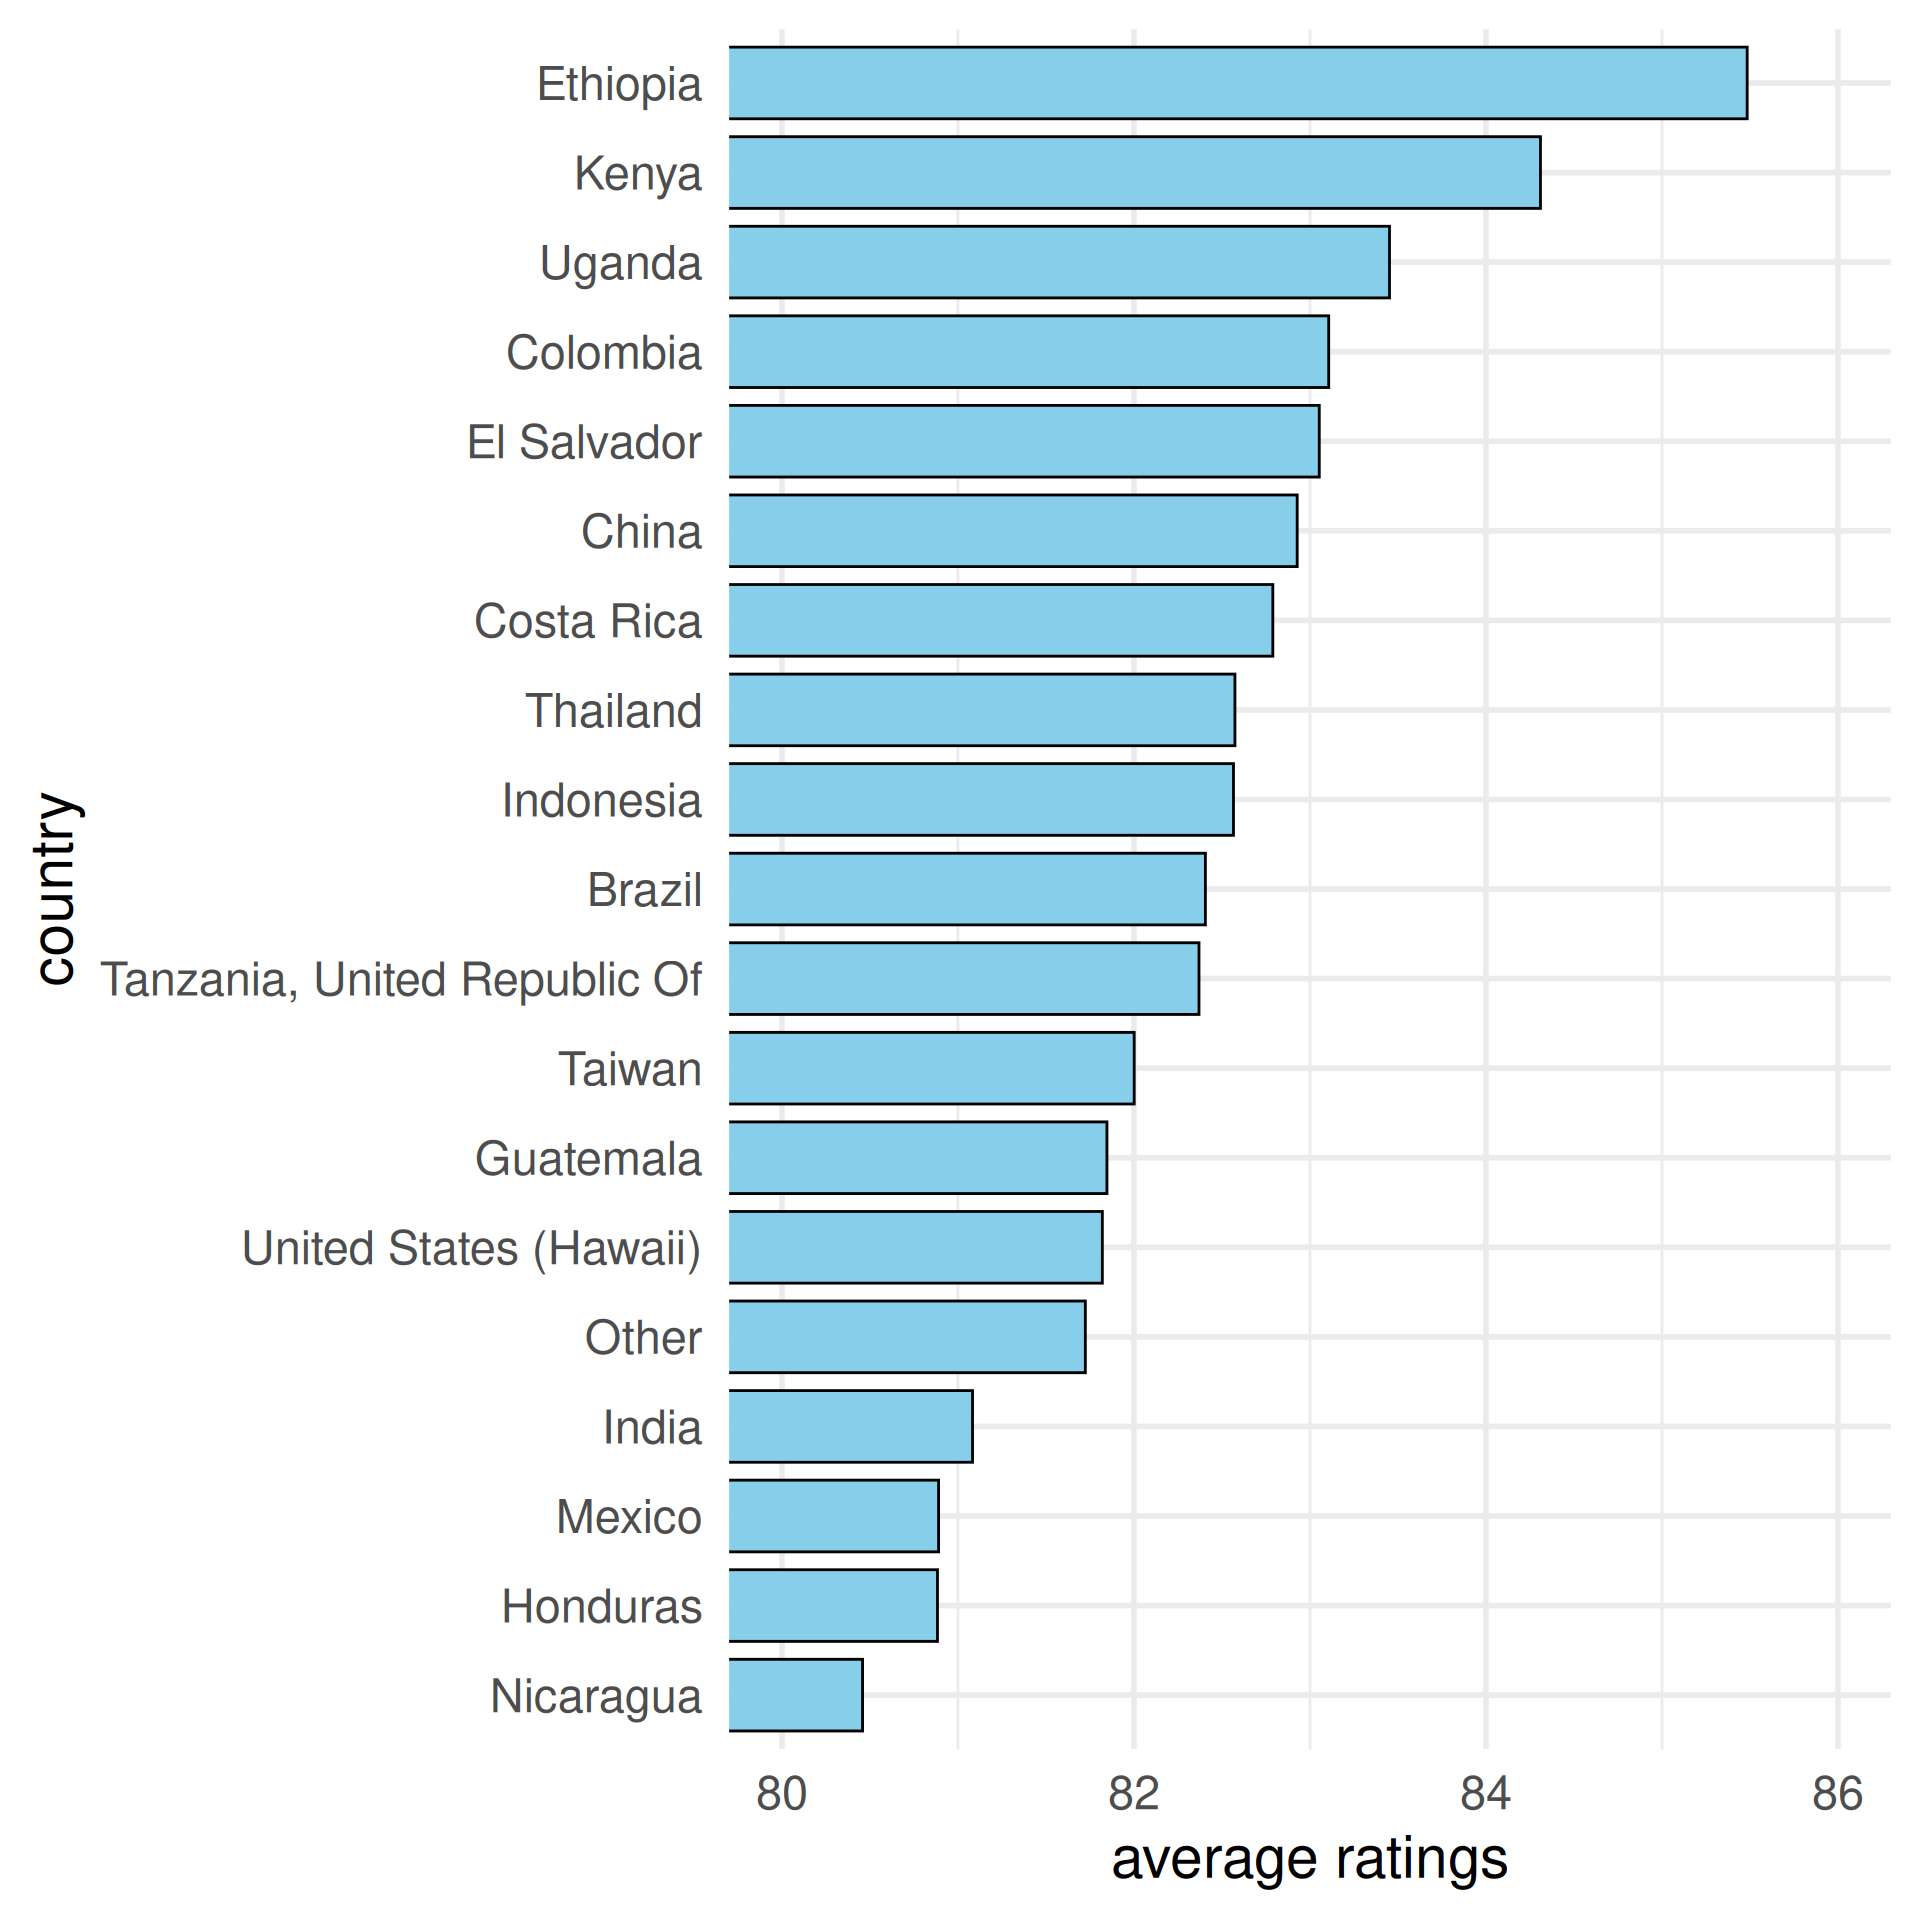 Ethiopia
Kenya
Uganda
Colombia
El Salvador
China
Costa Rica
Thailand
Indonesia
Brazil
Tanzania, United Republic Of
Taiwan
Guatemala
United States (Hawaii)
Other
India
Mexico
Honduras
Nicaragua
country
80 82 84 86
average ratings